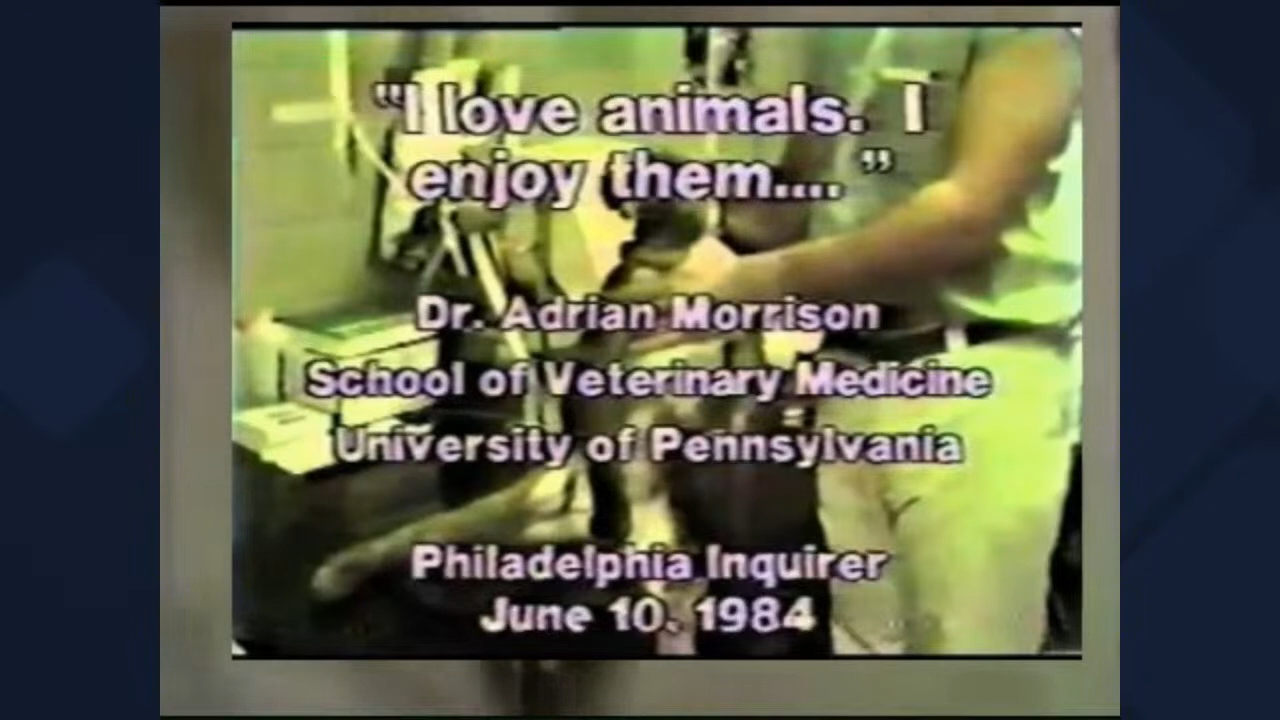 "I love animals. I
enjoy them.... "
Dr. Adrian Morrison
School of Veterinary Medicine
University of Pennsylvania
Philadelphia Inquirer
June 10, 1984